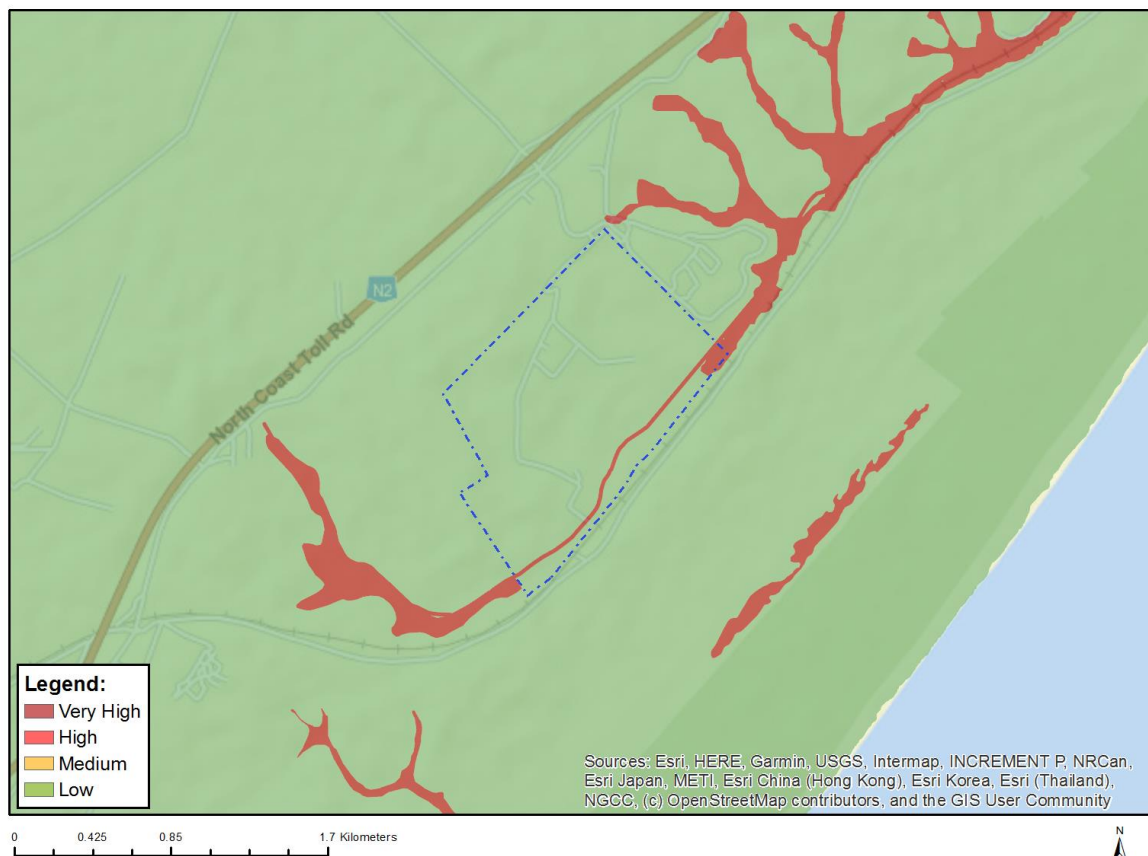 N2
North Coast Toll Rd
Legend:
Very High
High
Medium
Low
Sources: Esri, HERE, Garmin, USGS, Intermap, INCREMENT P, NRCan,
Esri Japan, METI, Esri China (Hong Kong), Esri Korea, Esri (Thailand),
NGCC, (c) OpenStreetMap contributors, and the GIS User Community
0 0.425 0.85 1.7 Kilometers
N